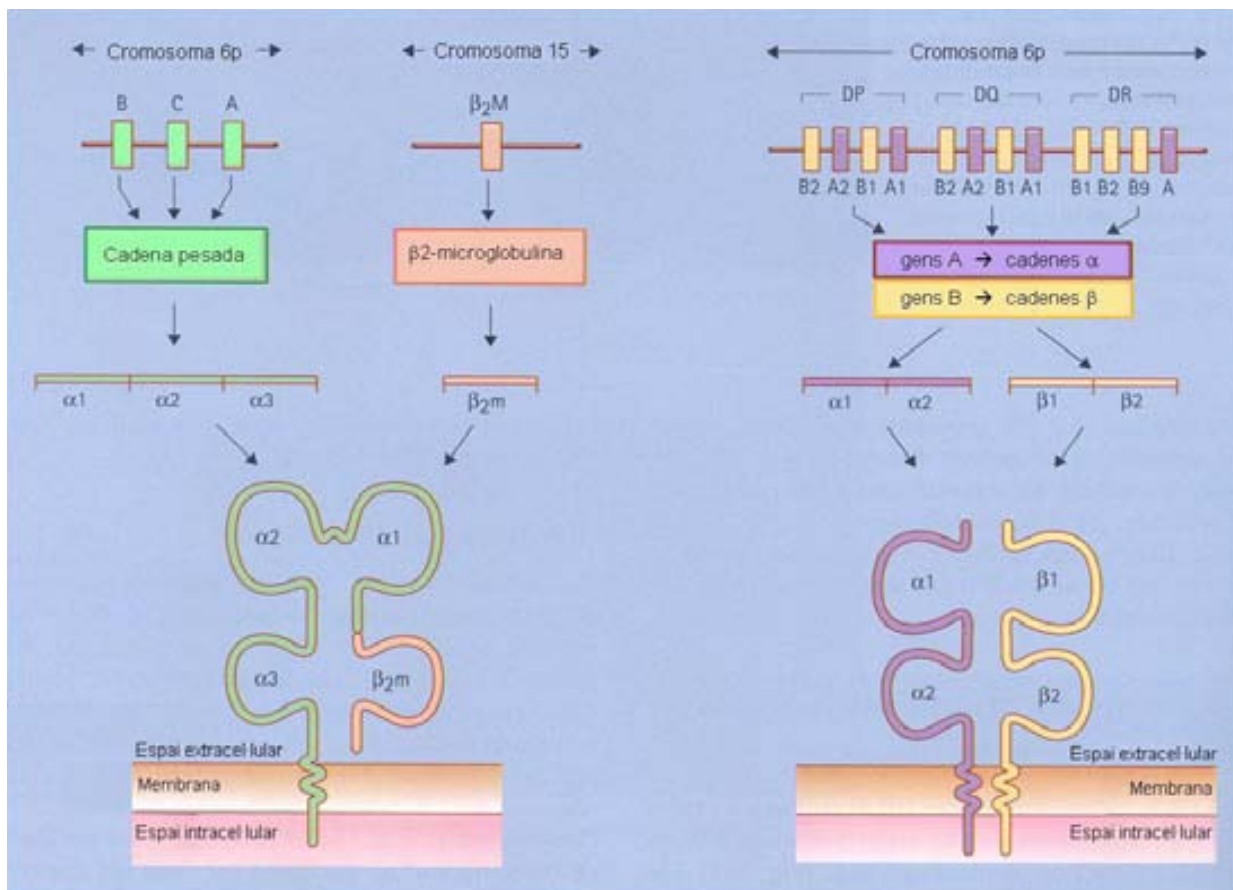 Cromosoma 6p
B C A
Cadena pesada
α1 α2 α3
Cromosoma 15
β₂M
β2-microglobulina
β₂m
α2 α1
α3 β₂m
Espai extracel lular
Membrana
Espai intracel lular
Cromosoma 6p
DP DQ DR
B2 A2 B1 A1 B2 A2 B1 A1 B1 B2 B9 A
gens A → cadenes α
gens B → cadenes β
α1 α2 β1 β2
α1 β1
α2 β2
Espai extracel lular
Membrana
Espai intracel lular